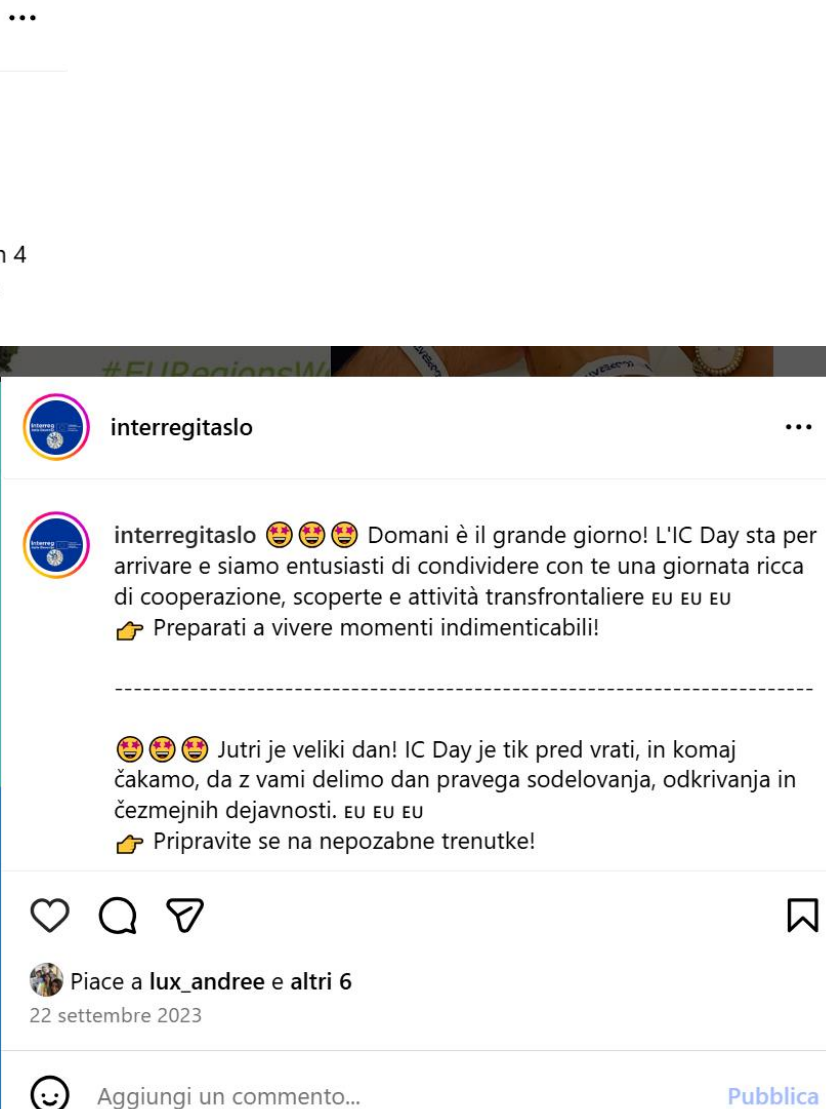 4
#EURegionsW
interregitaslo
interregitaslo 🤩🤩🤩 Domani è il grande giorno! L'IC Day sta per
arrivare e siamo entusiasti di condividere con te una giornata ricca
di cooperazione, scoperte e attività transfrontaliere EU EU EU
👉 Preparati a vivere momenti indimenticabili!
--------------------------------------------------------------------------
🤩🤩🤩 Jutri je veliki dan! IC Day je tik pred vrati, in komaj
čakamo, da z vami delimo dan pravega sodelovanja, odkrivanja in
čezmejnih dejavnosti. EU EU EU
👉 Pripravite se na nepozabne trenutke!
Piace a lux_andree e altri 6
22 settembre 2023
Aggiungi un commento... Pubblica